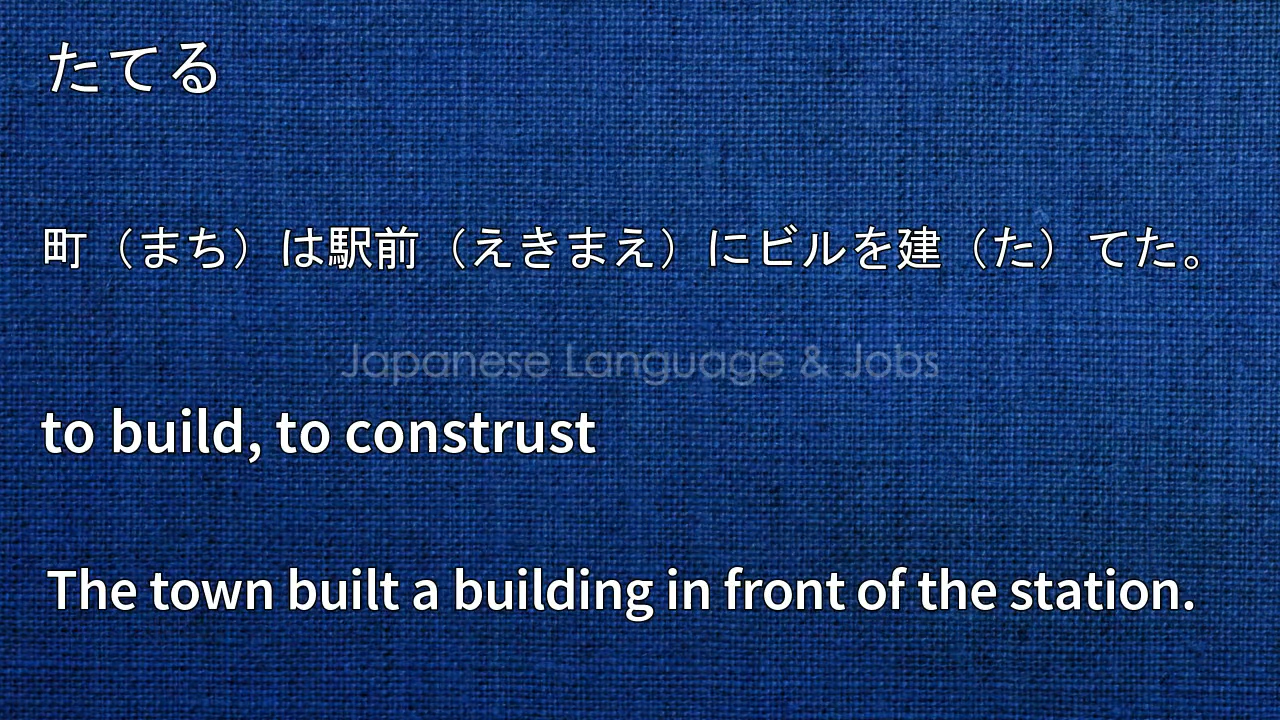 たてる
町（まち）は駅前（えきまえ）にビルを建（た）てた。
Japanese Language & Jobs
to build, to construst
The town built a building in front of the station.